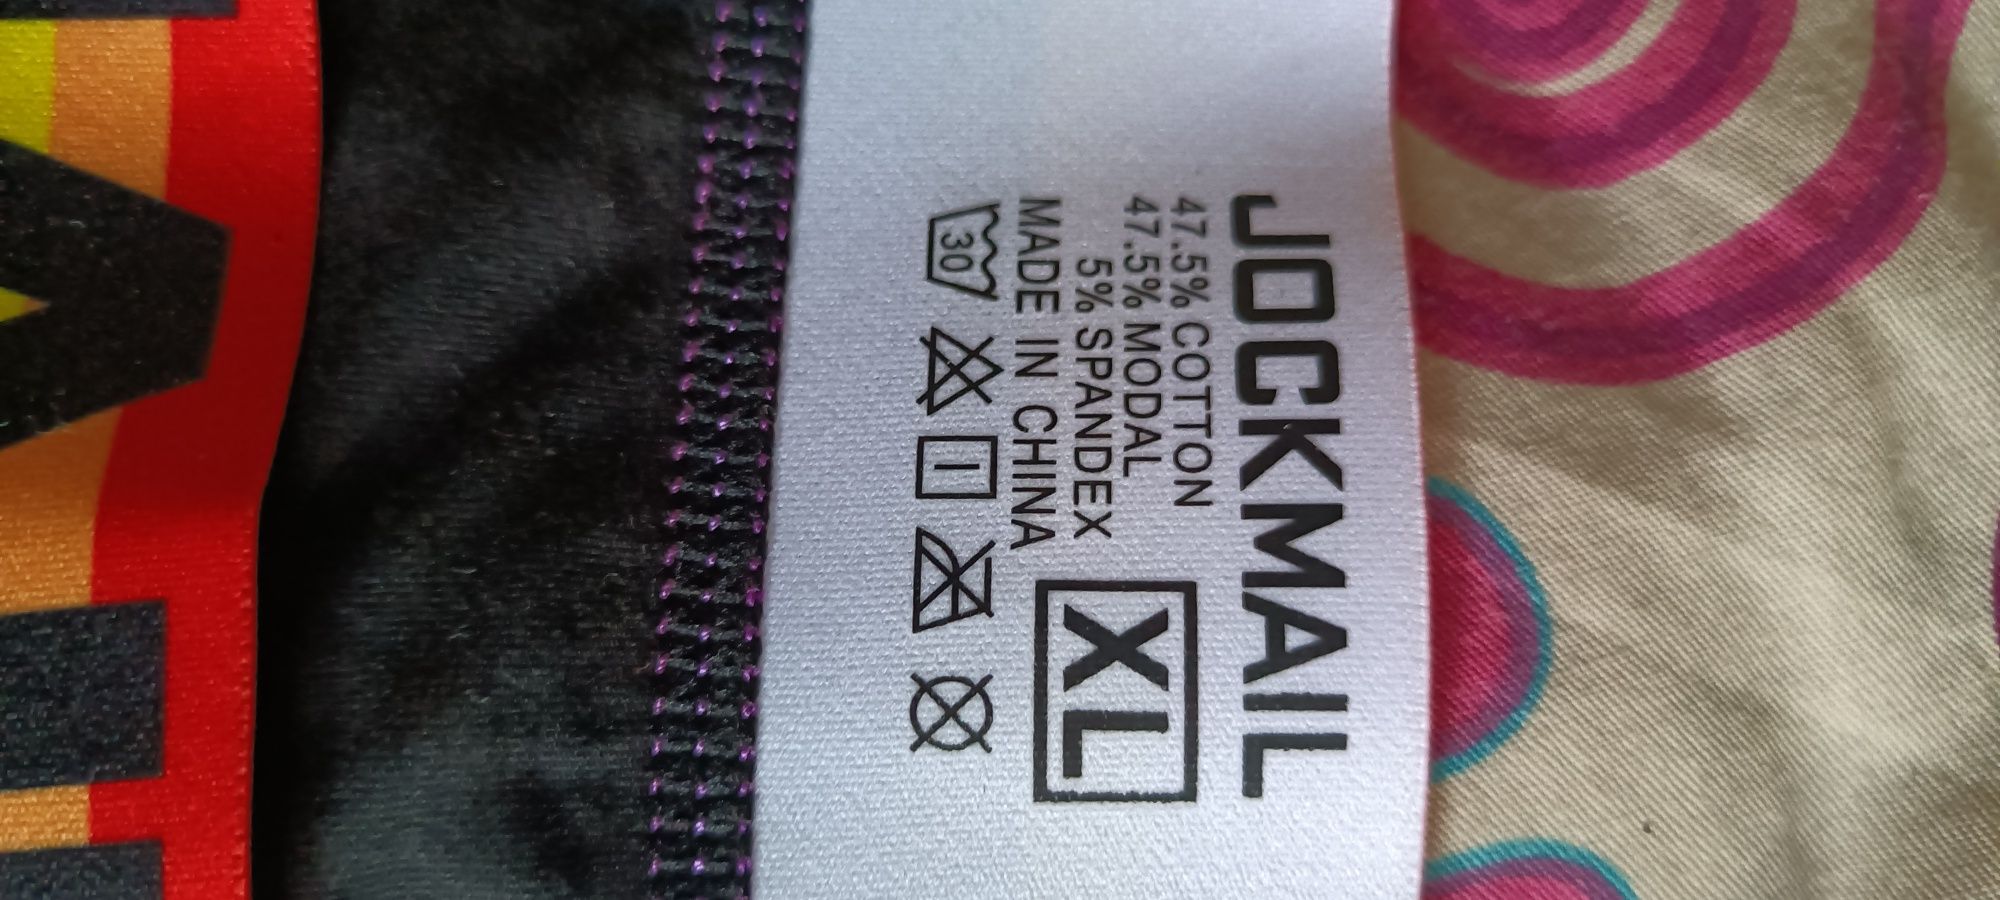 JOCKMAIL
47.5% COTTON
47.5% MODAL
5% SPANDEX
MADE IN CHINA
XL
30